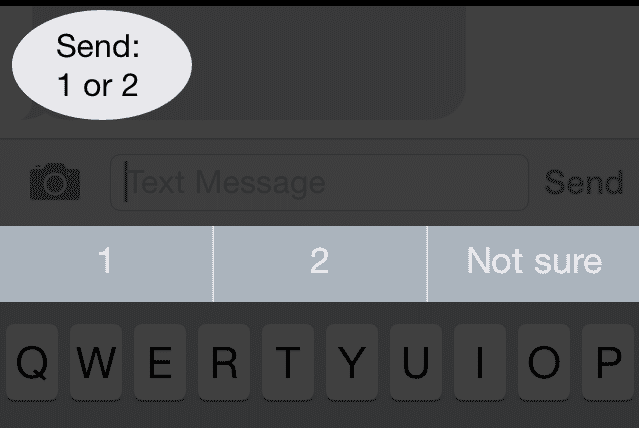 Send:
1 or 2
Text Message Send
1 2 Not sure
Q W E R T Y U I O P